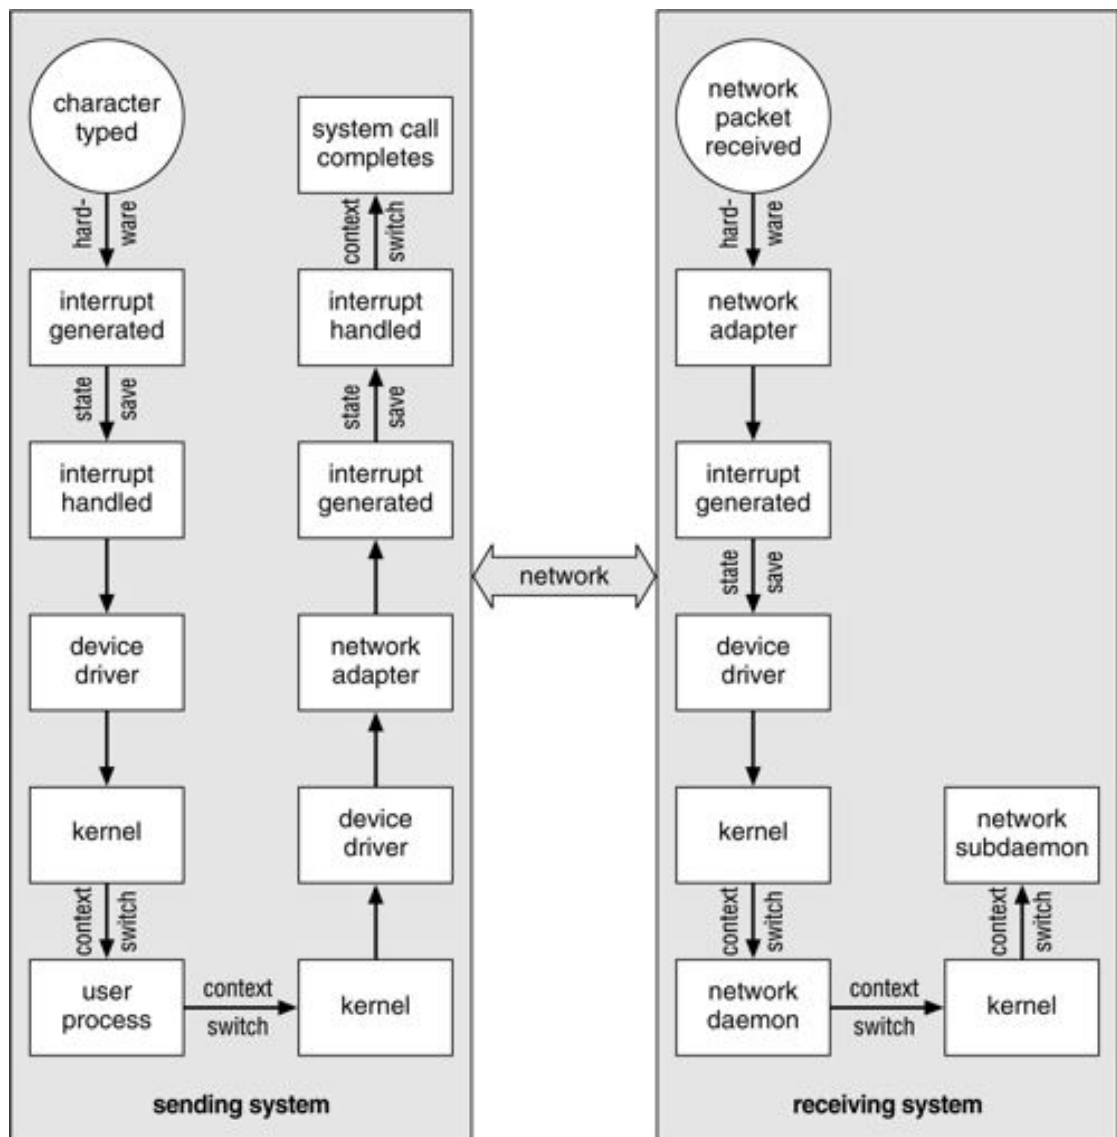 character
typed
hard-
ware
interrupt
generated
state
save
interrupt
handled
device
driver
kernel
context
switch
user
process
context
switch
kernel
device
driver
network
adapter
interrupt
generated
state
save
interrupt
handled
context
switch
system call
completes
sending system
network
network
packet
received
hard-
ware
network
adapter
interrupt
generated
state
save
device
driver
kernel
context
switch
network
daemon
context
switch
kernel
context
switch
network
subdaemon
receiving system